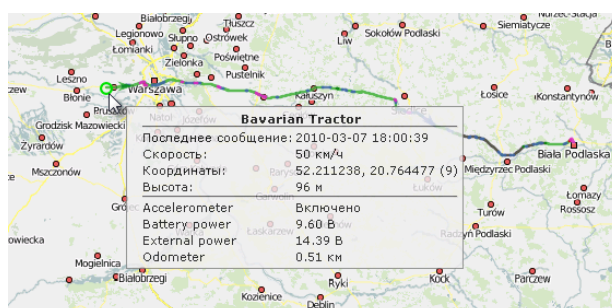 Białobrzegi
Tłuszcz
Nurzec-Stacja
Legionowo Słupno Ostrówek
Siemiatycze
Łomianki
Liw
Sokołów Podlaski
Poświętne
Zielonka
Pustelnik
Leszno
Warszawa
Błonie
Kałuszyn
Łosice
Konstantynów
Pruszków
Siedlce
Grodzisk Mazowiecki
Żyrardów
Mszczonów
Biała Podlaska
Międzyrzec Podlaski
Łomazy
Rossosz
Turów
Radzyń Podlaski
Bavarian Tractor
Последнее сообщение: 2010-03-07 18:00:39
Скорость: 50 км/ч
Координаты: 52.211238, 20.764477 (9)
Высота: 96 м
Accelerometer Включено
Battery power 9.60 В
External power 14.39 В
Odometer 0.51 км
Łuków
Garwolin
Łaskarzew
Mogielnica
Białobrzegi
Ryki
Kock
Parczew
Kozienice
Dęblin